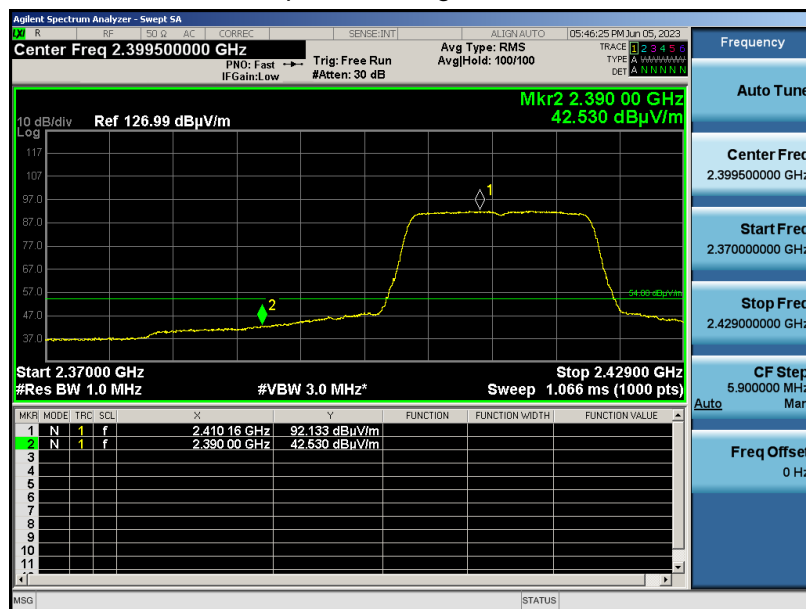 Agilent Spectrum Analyzer - Swept SA
LXI R RF 50 Ω AC CORREC SENSE:INT ALIGN AUTO 05:46:25 PM Jun 05, 2023
Center Freq 2.399500000 GHz
PNO: Fast
IFGain:Low
Trig: Free Run
#Atten: 30 dB
Avg Type: RMS
Avg|Hold: 100/100
TRACE 1 2 3 4 5 6
TYPE A WWWWW
DET A N N N N N
Mkr2 2.390 00 GHz
42.530 dBµV/m
10 dB/div Ref 126.99 dBµV/m
Log
117
107
97.0
87.0
77.0
67.0
57.0
47.0
37.0
1
2
54.00 dBµV/m
Start 2.37000 GHz Stop 2.42900 GHz
#Res BW 1.0 MHz #VBW 3.0 MHz* Sweep 1.066 ms (1000 pts)
MKR MODE TRC SCL X Y FUNCTION FUNCTION WIDTH FUNCTION VALUE
1 N 1 f 2.410 16 GHz 92.133 dBµV/m
2 N 1 f 2.390 00 GHz 42.530 dBµV/m
3
4
5
6
7
8
9
10
11
MSG STATUS
Frequency
Auto Tune
Center Freq
2.399500000 GHz
Start Freq
2.370000000 GHz
Stop Freq
2.429000000 GHz
CF Step
5.900000 MHz
Auto Man
Freq Offset
0 Hz